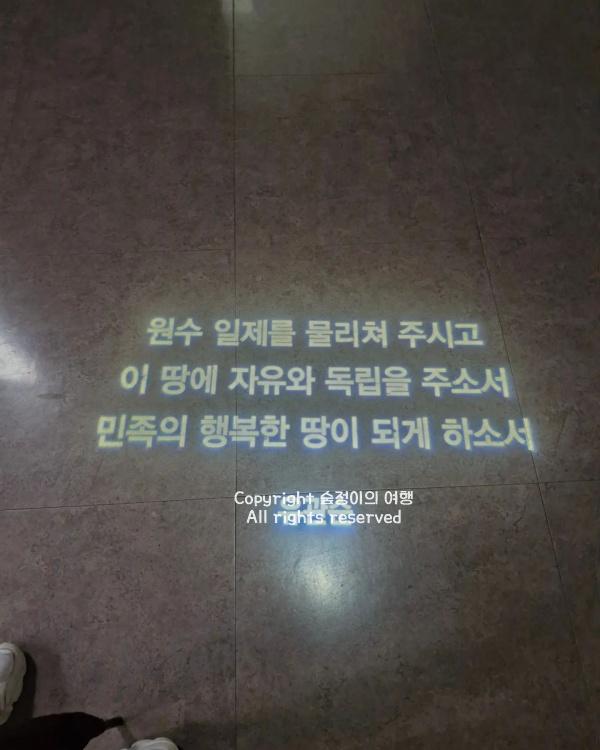 원수 일제를 물리쳐 주시고
이 땅에 자유와 독립을 주소서
민족의 행복한 땅이 되게 하소서
Copyright 숨정이의 여행
All rights reserved